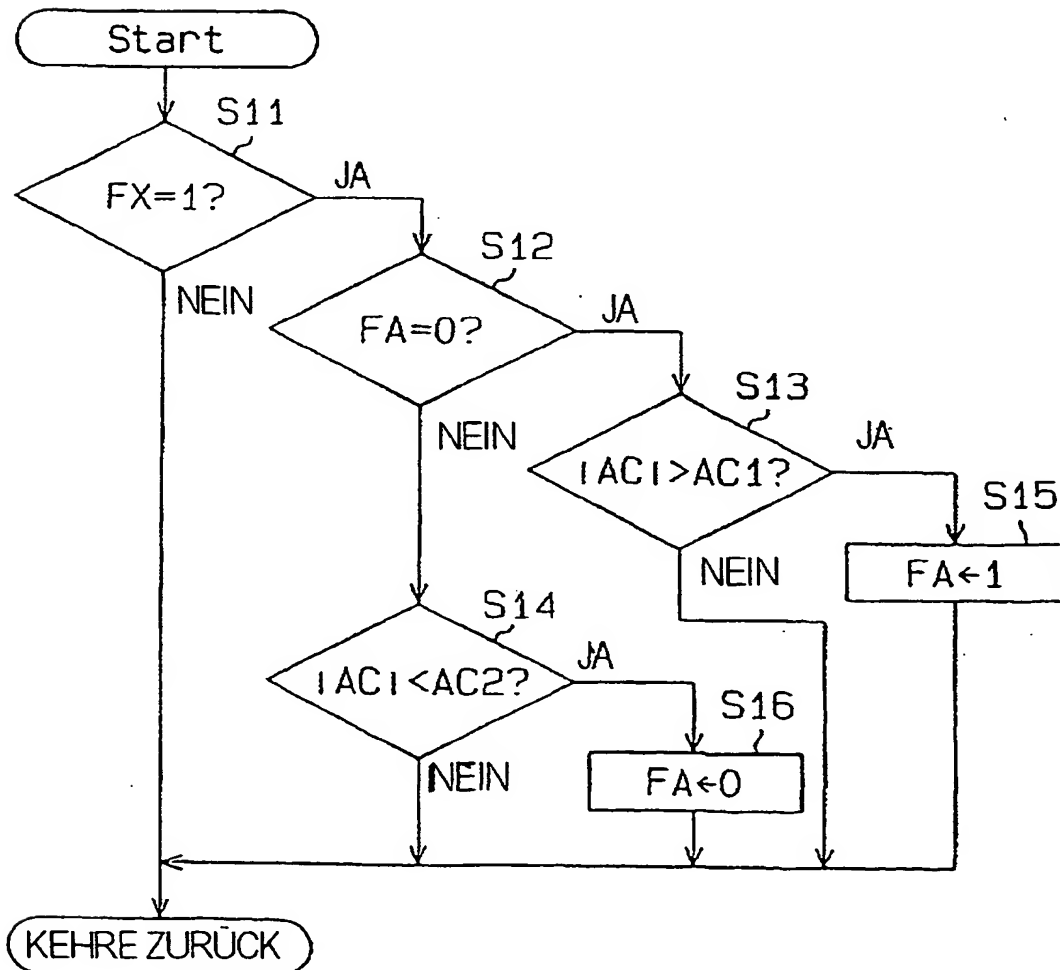 Start
S11
FX=1?
JA
NEIN
S12
FA=0?
JA
NEIN
S13
|AC|>AC1?
JA
NEIN
S15
FA←1
S14
|AC|<AC2?
JA
NEIN
S16
FA←0
KEHRE ZURÜCK